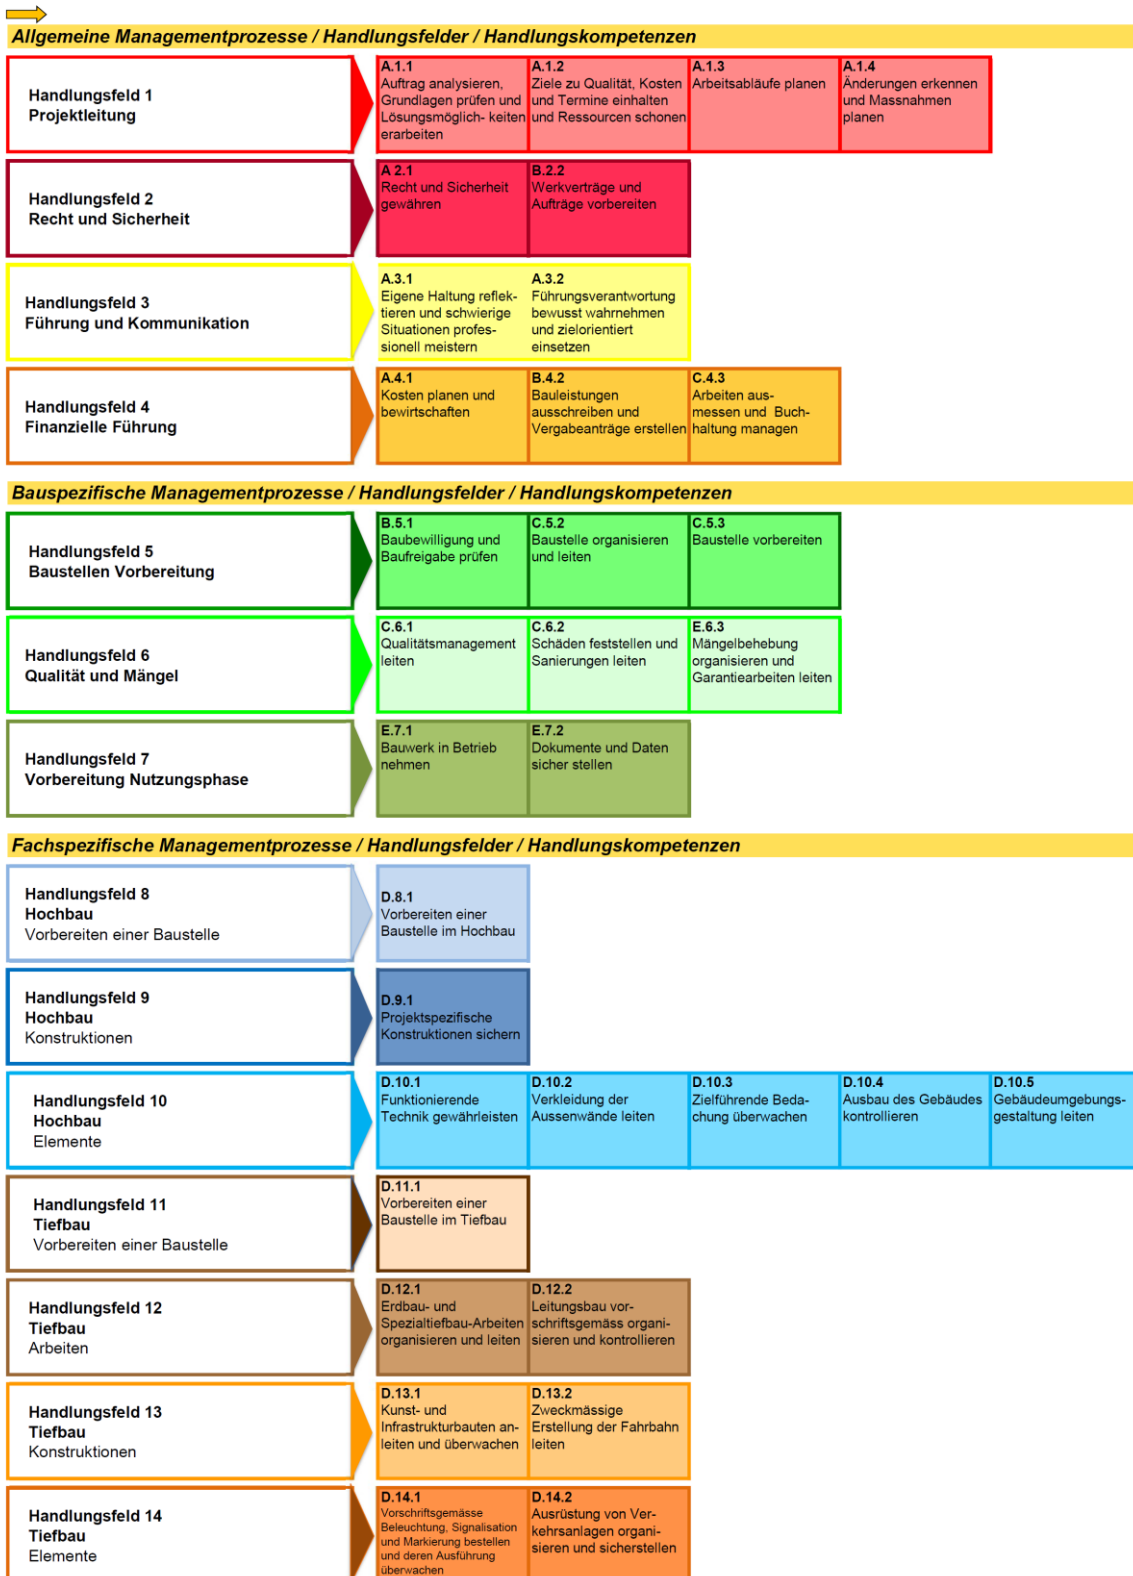 Allgemeine Managementprozesse / Handlungsfelder / Handlungskompetenzen
Handlungsfeld 1
Projektleitung
A.1.1
Auftrag analysieren,
Grundlagen prüfen und
Lösungsmöglich- keiten
erarbeiten
A.1.2
Ziele zu Qualität, Kosten
und Termine einhalten
und Ressourcen schonen
A.1.3
Arbeitsabläufe planen
A.1.4
Änderungen erkennen
und Massnahmen
planen
Handlungsfeld 2
Recht und Sicherheit
A 2.1
Recht und Sicherheit
gewähren
B.2.2
Werkverträge und
Aufträge vorbereiten
Handlungsfeld 3
Führung und Kommunikation
A.3.1
Eigene Haltung reflek-
tieren und schwierige
Situationen profes-
sionell meistern
A.3.2
Führungsverantwortung
bewusst wahrnehmen
und zielorientiert
einsetzen
Handlungsfeld 4
Finanzielle Führung
A.4.1
Kosten planen und
bewirtschaften
B.4.2
Bauleistungen
ausschreiben und
Vergabeanträge erstellen
C.4.3
Arbeiten aus-
messen und Buch-
haltung managen
Bauspezifische Managementprozesse / Handlungsfelder / Handlungskompetenzen
Handlungsfeld 5
Baustellen Vorbereitung
B.5.1
Baubewilligung und
Baufreigabe prüfen
C.5.2
Baustelle organisieren
und leiten
C.5.3
Baustelle vorbereiten
Handlungsfeld 6
Qualität und Mängel
C.6.1
Qualitätsmanagement
leiten
C.6.2
Schäden feststellen und
Sanierungen leiten
E.6.3
Mängelbehebung
organisieren und
Garantiearbeiten leiten
Handlungsfeld 7
Vorbereitung Nutzungsphase
E.7.1
Bauwerk in Betrieb
nehmen
E.7.2
Dokumente und Daten
sicher stellen
Fachspezifische Managementprozesse / Handlungsfelder / Handlungskompetenzen
Handlungsfeld 8
Hochbau
Vorbereiten einer Baustelle
D.8.1
Vorbereiten einer
Baustelle im Hochbau
Handlungsfeld 9
Hochbau
Konstruktionen
D.9.1
Projektspezifische
Konstruktionen sichern
Handlungsfeld 10
Hochbau
Elemente
D.10.1
Funktionierende
Technik gewährleisten
D.10.2
Verkleidung der
Aussenwände leiten
D.10.3
Zielführende Beda-
chung überwachen
D.10.4
Ausbau des Gebäudes
kontrollieren
D.10.5
Gebäudeumgebungs-
gestaltung leiten
Handlungsfeld 11
Tiefbau
Vorbereiten einer Baustelle
D.11.1
Vorbereiten einer
Baustelle im Tiefbau
Handlungsfeld 12
Tiefbau
Arbeiten
D.12.1
Erdbau- und
Spezialtiefbau-Arbeiten
organisieren und leiten
D.12.2
Leitungsbau vor-
schriftsgemäss organi-
sieren und kontrollieren
Handlungsfeld 13
Tiefbau
Konstruktionen
D.13.1
Kunst- und
Infrastrukturbauten an-
leiten und überwachen
D.13.2
Zweckmässige
Erstellung der Fahrbahn
leiten
Handlungsfeld 14
Tiefbau
Elemente
D.14.1
Vorschriftsgemässe
Beleuchtung, Signalisation
und Markierung bestellen
und deren Ausführung
überwachen
D.14.2
Ausrüstung von Ver-
kehrsanlagen organi-
sieren und sicherstellen